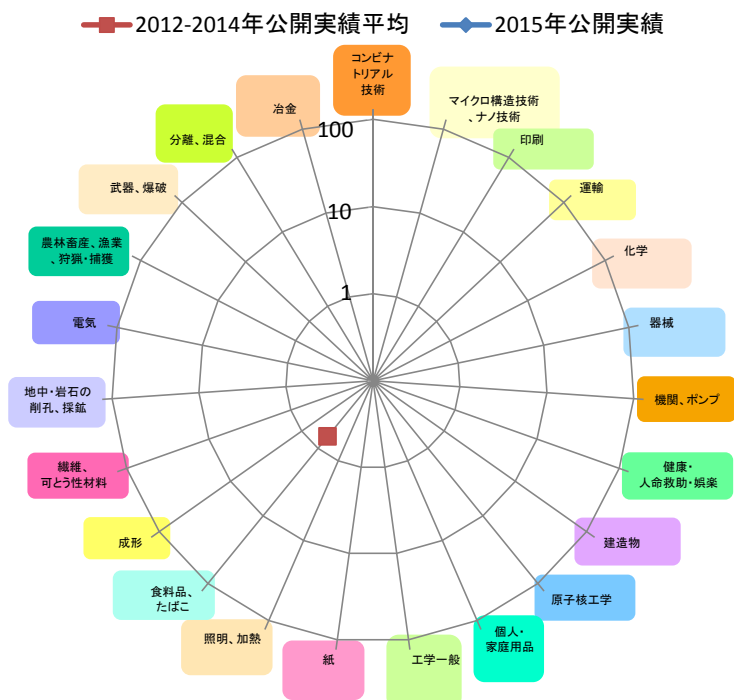 2012-2014年公開実績平均
2015年公開実績
コンビナ
トリアル
技術
マイクロ構造技術
、ナノ技術
印刷
運輸
化学
器械
機関、ポンプ
健康・
人命救助・娯楽
建造物
原子核工学
個人・
家庭用品
工学一般
紙
照明、加熱
食料品、
たばこ
成形
繊維、
可とう性材料
地中・岩石の
削孔、採鉱
電気
農林畜産、漁業
、狩猟・捕獲
武器、爆破
分離、混合
冶金
100
10
1